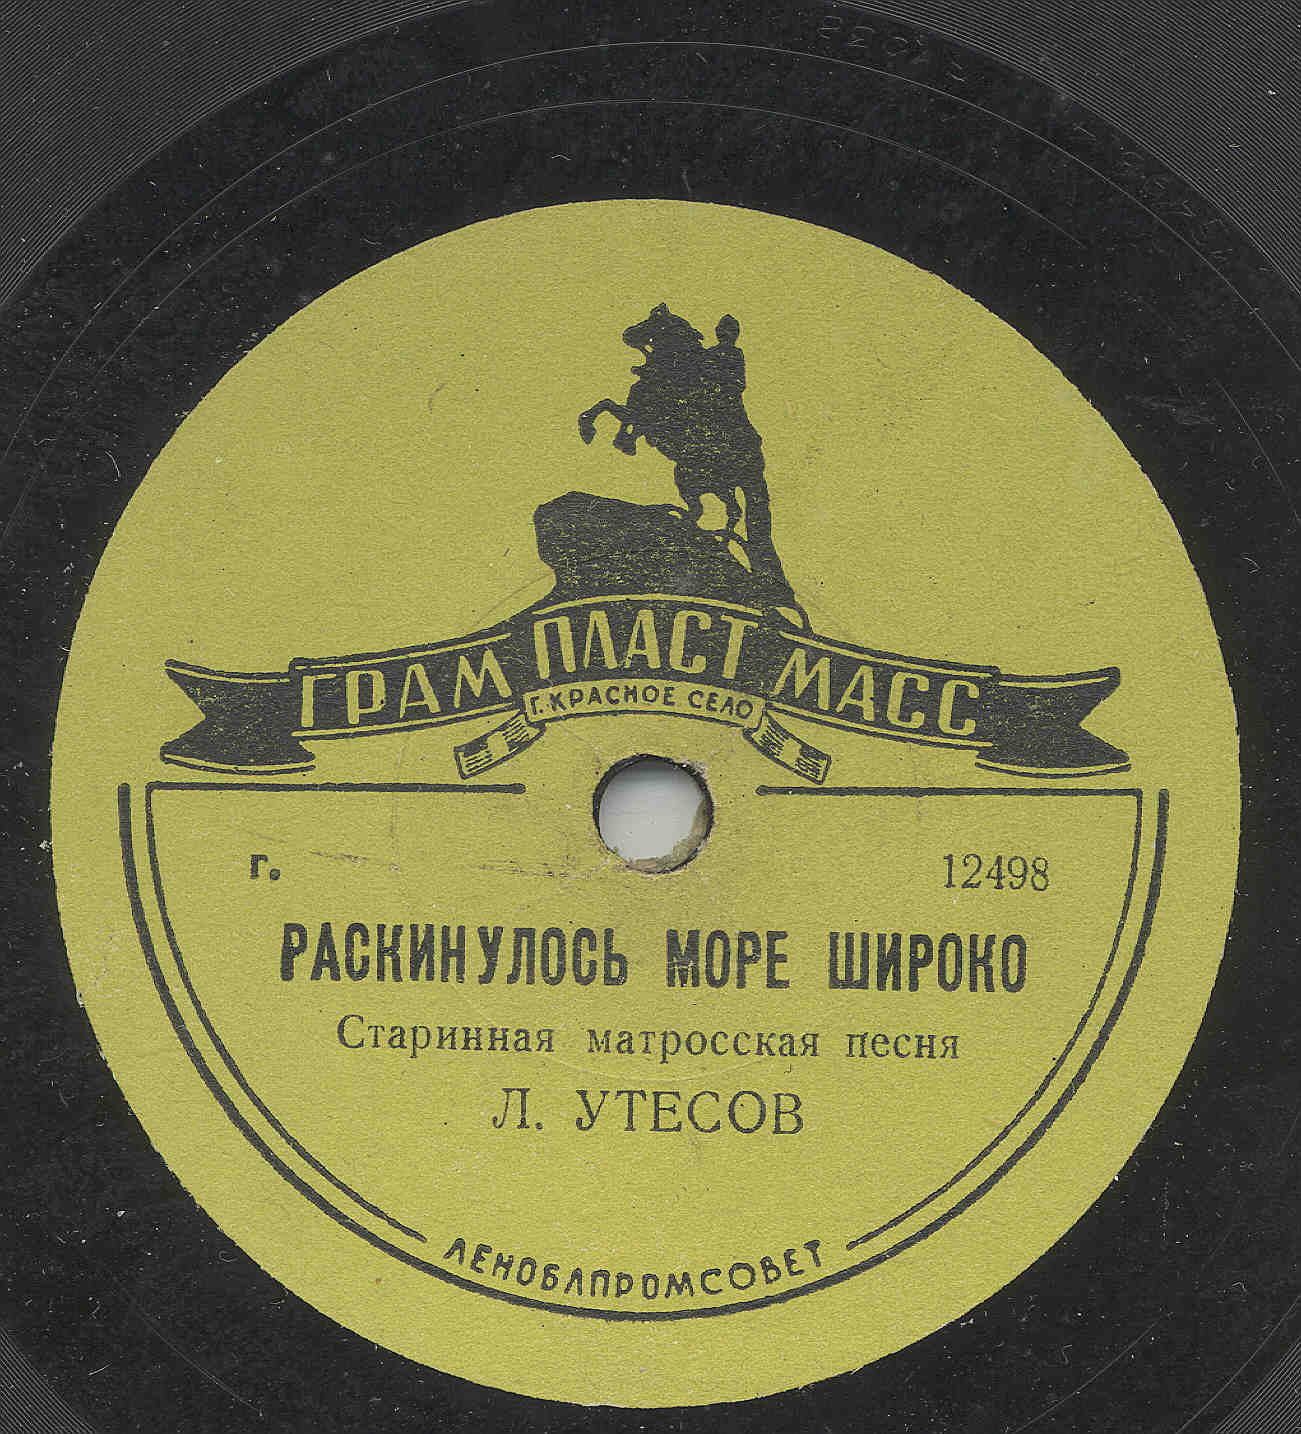 ГРАМ ПЛАСТ МАСС
Г. КРАСНОЕ СЕЛО
г.
12498
РАСКИНУЛОСЬ МОРЕ ШИРОКО
Старинная матросская песня
Л. УТЕСОВ
ЛЕНОБЛПРОМСОВЕТ